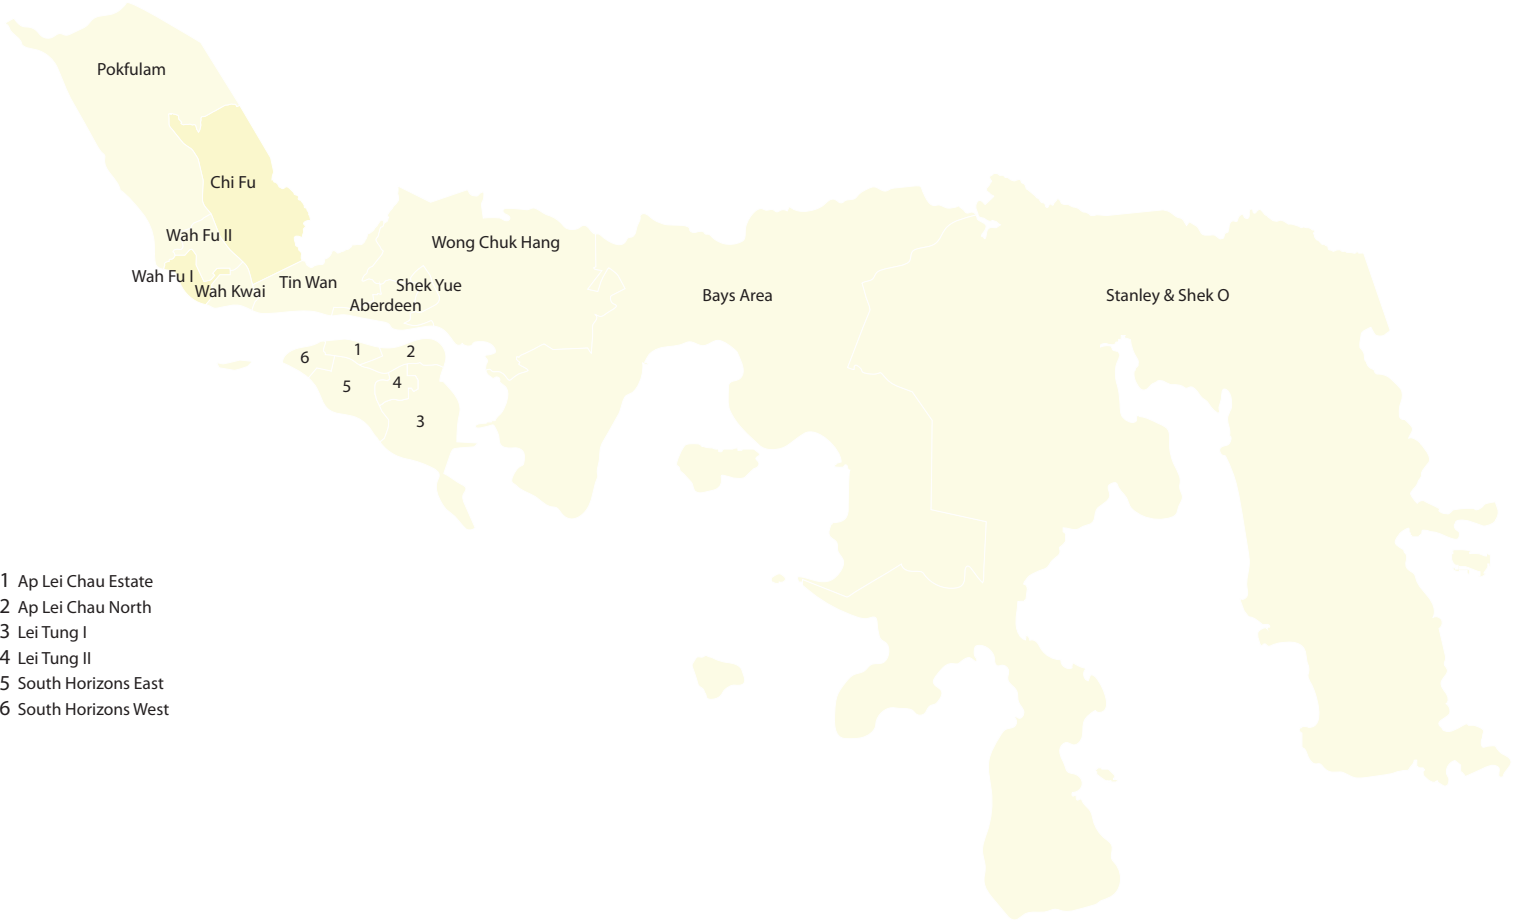 Pokfulam
Chi Fu
Wah Fu II
Wong Chuk Hang
Wah Fu I
Wah Kwai
Tin Wan
Shek Yue
Aberdeen
Bays Area
Stanley & Shek O
1
2
6
5
4
3
1 Ap Lei Chau Estate
2 Ap Lei Chau North
3 Lei Tung I
4 Lei Tung II
5 South Horizons East
6 South Horizons West